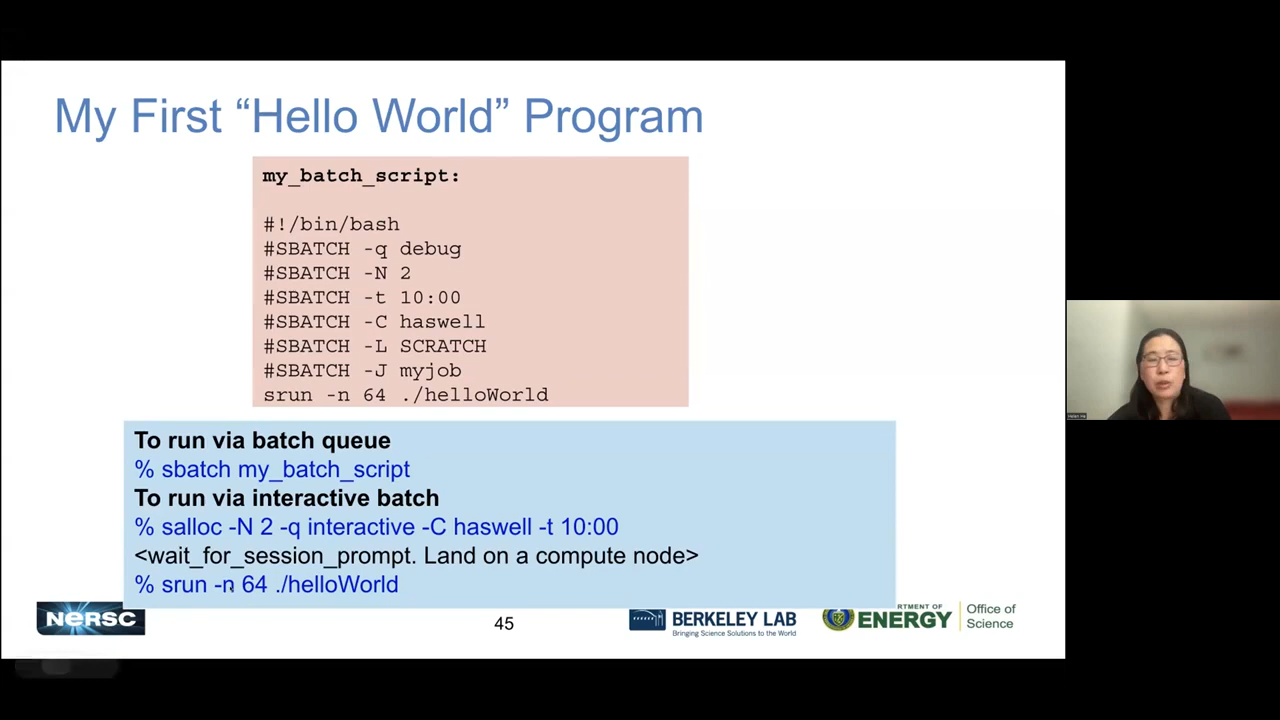 My First “Hello World” Program
my_batch_script:
#!/bin/bash
#SBATCH -q debug
#SBATCH -N 2
#SBATCH -t 10:00
#SBATCH -C haswell
#SBATCH -L SCRATCH
#SBATCH -J myjob
srun -n 64 ./helloWorld
To run via batch queue
% sbatch my_batch_script
To run via interactive batch
% salloc -N 2 -q interactive -C haswell -t 10:00
<wait_for_session_prompt. Land on a compute node>
% srun -n 64 ./helloWorld
NERSC
45
BERKELEY LAB
Bringing Science Solutions to the World
ENERGY
Office of
Science